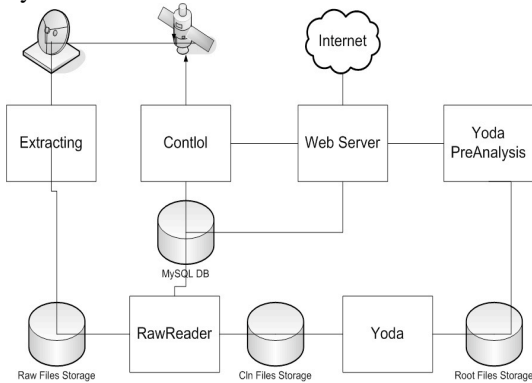 Internet
Extracting
Contlol
Web Server
Yoda
PreAnalysis
MySQL DB
RawReader
Yoda
Raw Files Storage
Cln Files Storage
Root Files Storage